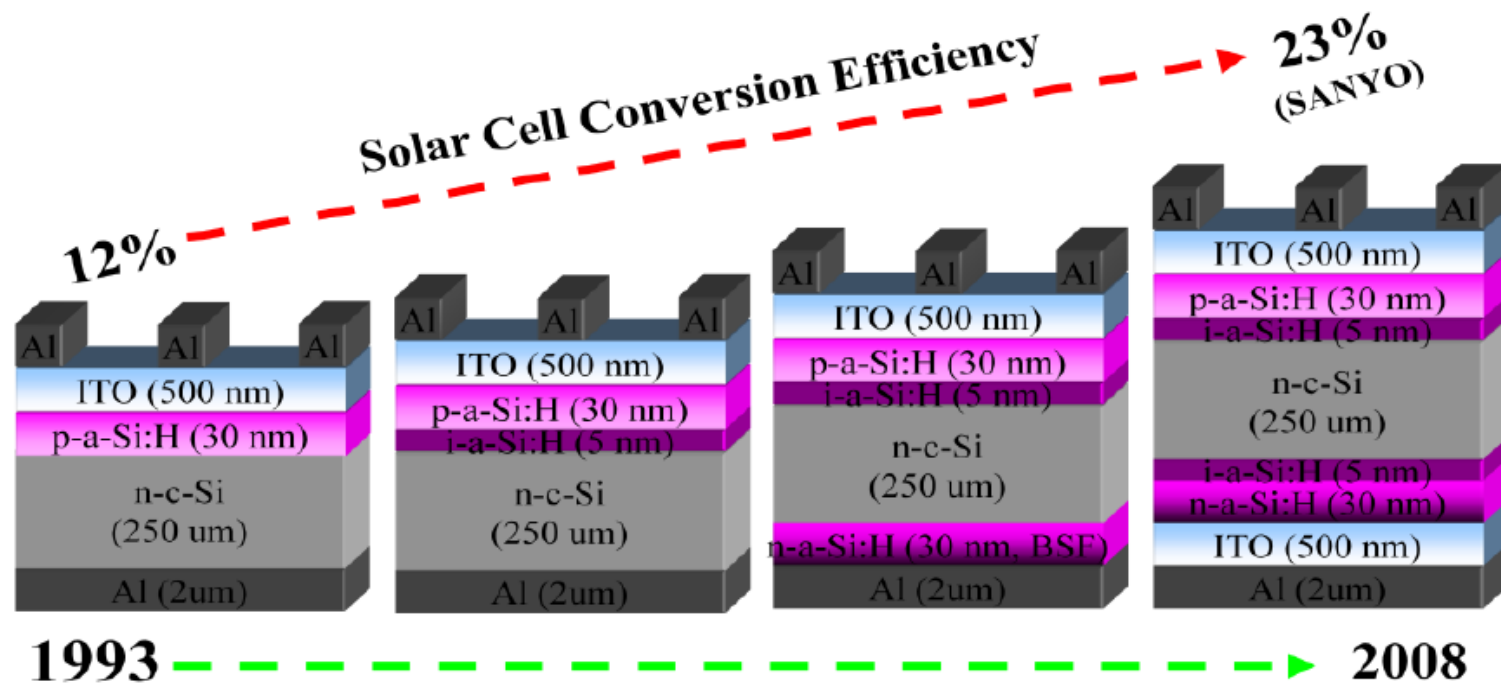 Solar Cell Conversion Efficiency
12%
23%
(SANYO)
Al Al Al
ITO (500 nm)
p-a-Si:H (30 nm)
n-c-Si
(250 um)
Al (2um)
Al Al Al
ITO (500 nm)
p-a-Si:H (30 nm)
i-a-Si:H (5 nm)
n-c-Si
(250 um)
Al (2um)
Al Al Al
ITO (500 nm)
p-a-Si:H (30 nm)
i-a-Si:H (5 nm)
n-c-Si
(250 um)
n-a-Si:H (30 nm, BSF)
Al (2um)
Al Al Al
ITO (500 nm)
p-a-Si:H (30 nm)
i-a-Si:H (5 nm)
n-c-Si
(250 um)
i-a-Si:H (5 nm)
n-a-Si:H (30 nm)
ITO (500 nm)
Al (2um)
1993
2008